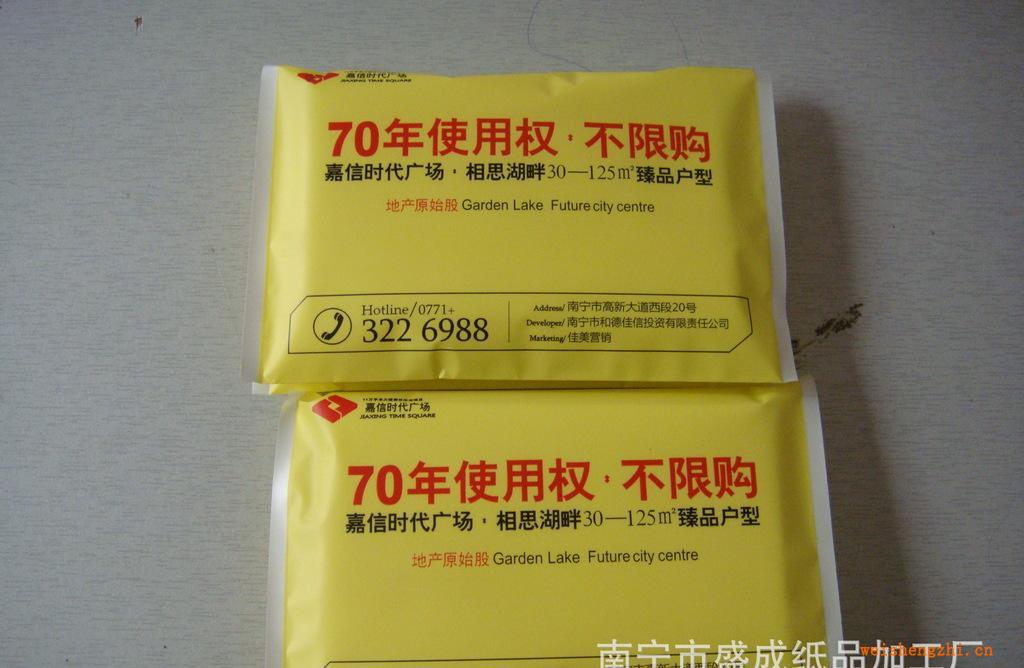 嘉信时代广场
JIAXING TIME SQUARE
70年使用权·不限购
嘉信时代广场·相思湖畔30—125㎡臻品户型
地产原始股 Garden Lake Future city centre
Hotline/0771+
322 6988
Address/ 南宁市高新大道西段20号
Developer/ 南宁市和德佳信投资有限责任公司
Marketing/ 佳美营销
嘉信时代广场
JIAXING TIME SQUARE
70年使用权·不限购
嘉信时代广场·相思湖畔30—125㎡臻品户型
地产原始股 Garden Lake Future city centre
南宁市盛成纸品加工厂
weishengzhi.cn